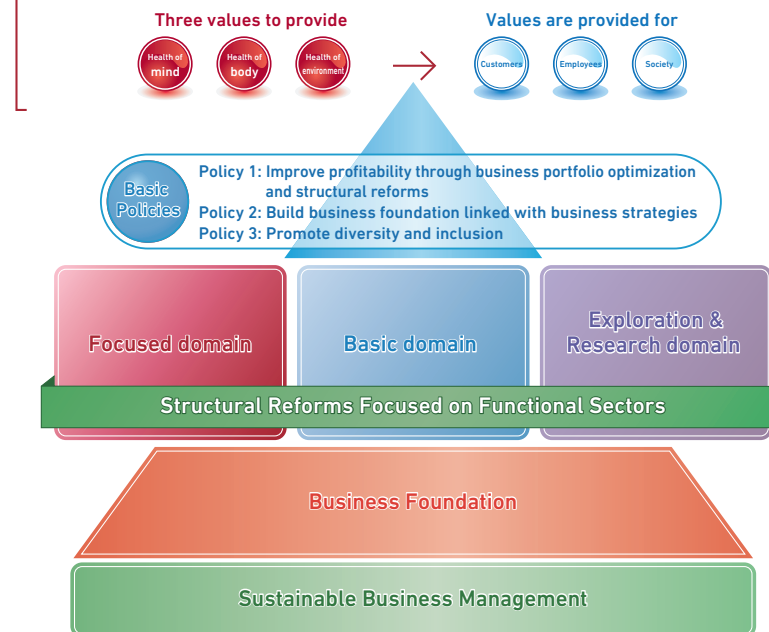 Three values to provide
Values are provided for
Health of
mind
Health of
body
Health of
environment
Customers
Employees
Society
Basic
Policies
Policy 1: Improve profitability through business portfolio optimization
and structural reforms
Policy 2: Build business foundation linked with business strategies
Policy 3: Promote diversity and inclusion
Focused domain
Basic domain
Exploration &
Research domain
Structural Reforms Focused on Functional Sectors
Business Foundation
Sustainable Business Management